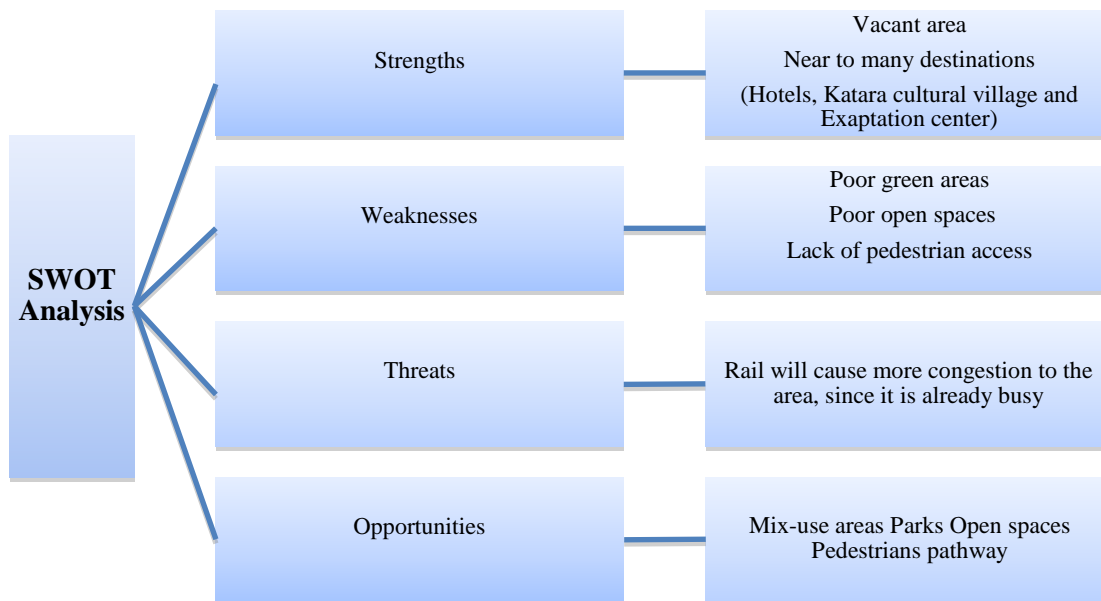 SWOT
Analysis
Strengths
Vacant area
Near to many destinations
(Hotels, Katara cultural village and
Exaptation center)
Weaknesses
Poor green areas
Poor open spaces
Lack of pedestrian access
Threats
Rail will cause more congestion to the
area, since it is already busy
Opportunities
Mix-use areas Parks Open spaces
Pedestrians pathway